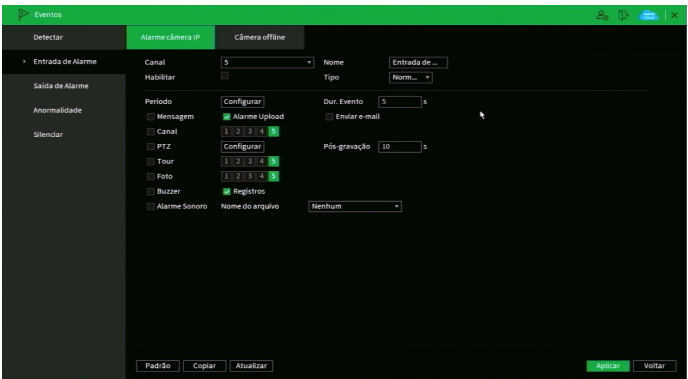 Eventos
Detectar
Alarme câmera IP
Câmera offline
Entrada de Alarme
Saída de Alarme
Anormalidade
Silenciar
Canal 5 Nome Entrada de ...
Habilitar Tipo Norm...
Período Configurar Dur. Evento 5 s
Mensagem Alarme Upload Enviar e-mail
Canal 1 2 3 4 5
PTZ Configurar Pós-gravação 10 s
Tour 1 2 3 4 5
Foto 1 2 3 4 5
Buzzer Registros
Alarme Sonoro Nome do arquivo Nenhum
Padrão Copiar Atualizar Aplicar Voltar